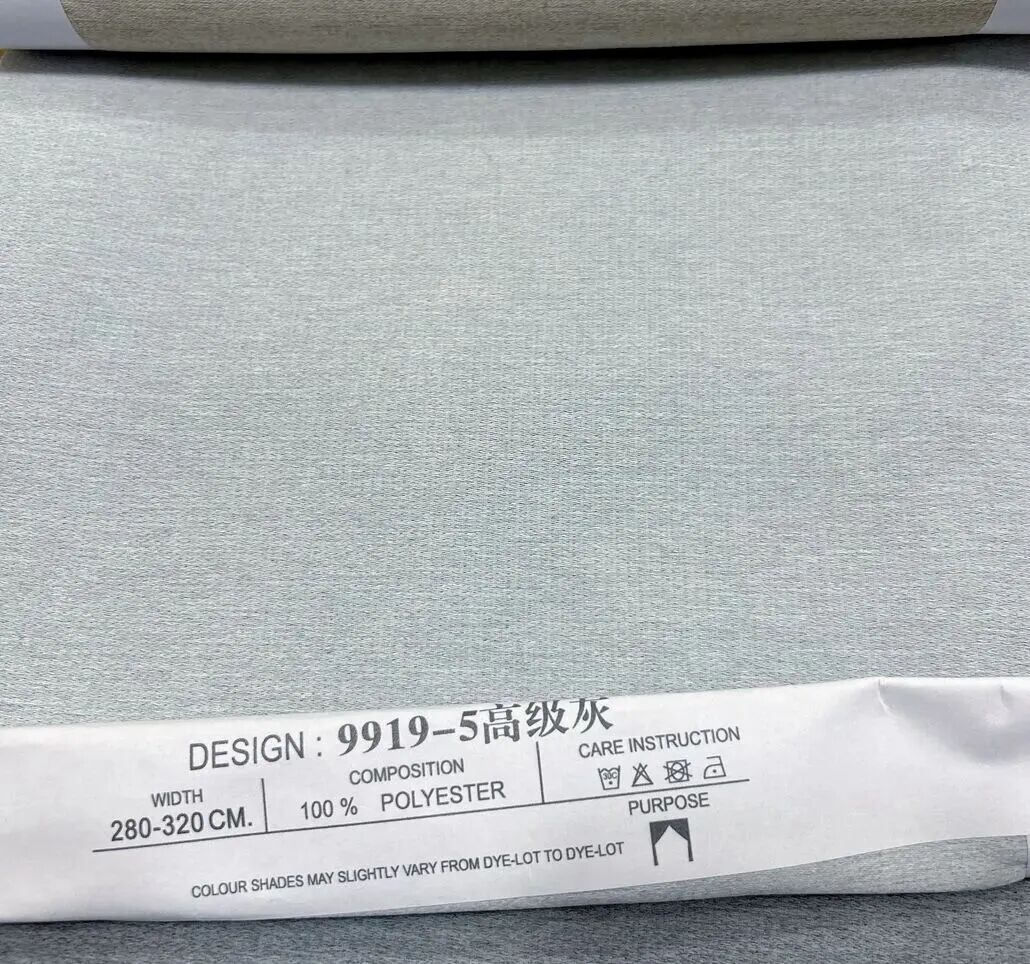 DESIGN : 9919-5高级灰
WIDTH
280-320 CM.
COMPOSITION
100 % POLYESTER
CARE INSTRUCTION
30C
PURPOSE
COLOUR SHADES MAY SLIGHTLY VARY FROM DYE-LOT TO DYE-LOT